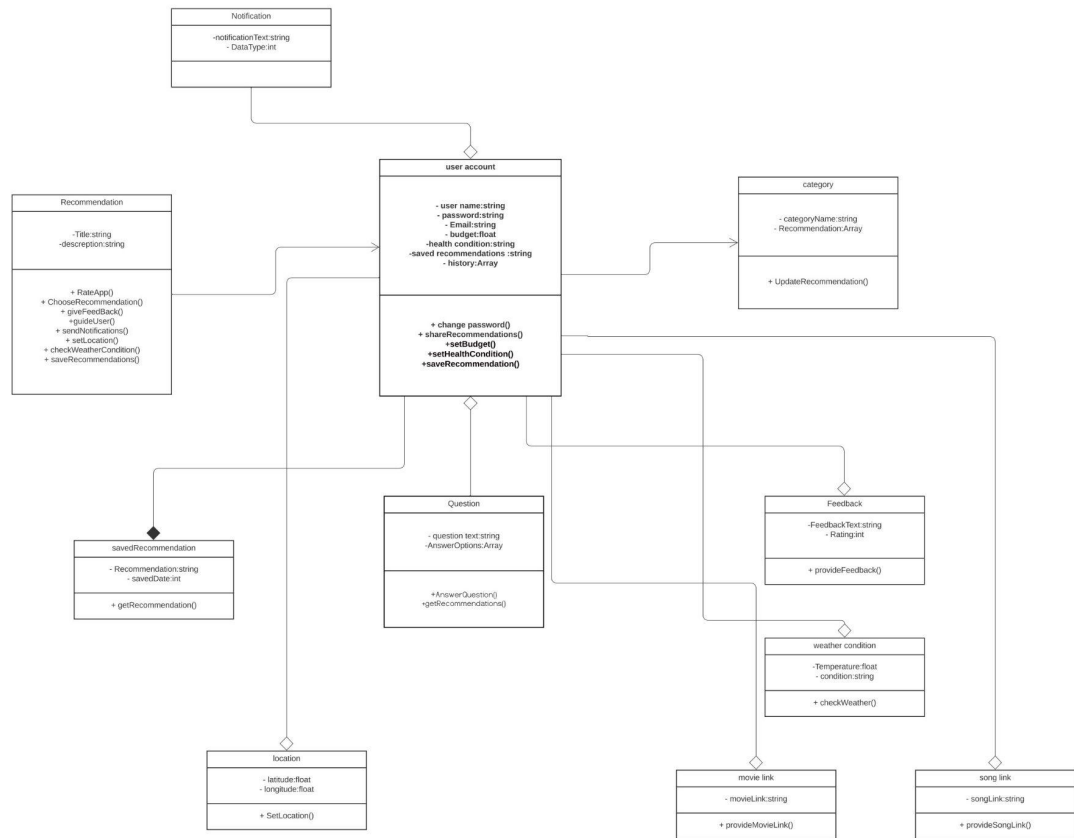 Notification
-notificationText:string
- DataType:int
user account
- user name:string
- password:string
- Email:string
- budget:float
-health condition:string
-saved recommendations :string
- history:Array
+ change password()
+ shareRecommendations()
+setBudget()
+setHealthCondition()
+saveRecommendation()
category
- categoryName:string
- Recommendation:Array
+ UpdateRecommendation()
Recommendation
-Title:string
-descreption:string
+ RateApp()
+ ChooseRecommendation()
+ giveFeedBack()
+guideUser()
+ sendNotifications()
+ setLocation()
+ checkWeatherCondition()
+ saveRecommendations()
savedRecommendation
- Recommendation:string
- savedDate:int
+ getRecommendation()
Question
- question text:string
-AnswerOptions:Array
+AnswerQuestion()
+getRecommendations()
Feedback
-FeedbackText:string
- Rating:int
+ provideFeedback()
weather condition
-Temperature:float
- condition:string
+ checkWeather()
location
- latitude:float
- longitude:float
+ SetLocation()
movie link
- movieLink:string
+ provideMovieLink()
song link
- songLink:string
+ provideSongLink()